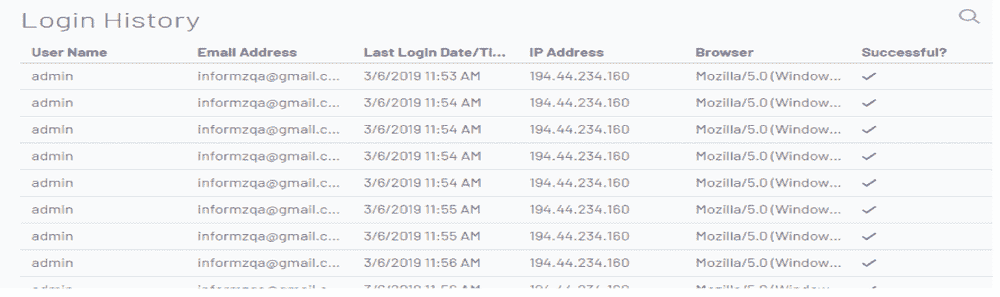 Login History
User Name Email Address Last Login Date/TI... IP Address Browser Successful?
admin informzqa@gmail.c... 3/6/2019 11:53 AM 194.44.234.160 Mozilla/5.0 (Window...
admin informzqa@gmail.c... 3/6/2019 11:54 AM 194.44.234.160 Mozilla/5.0 (Window...
admin informzqa@gmail.c... 3/6/2019 11:54 AM 194.44.234.160 Mozilla/5.0 (Window...
admin informzqa@gmail.c... 3/6/2019 11:54 AM 194.44.234.160 Mozilla/5.0 (Window...
admin informzqa@gmail.c... 3/6/2019 11:54 AM 194.44.234.160 Mozilla/5.0 (Window...
admin informzqa@gmail.c... 3/6/2019 11:55 AM 194.44.234.160 Mozilla/5.0 (Window...
admin informzqa@gmail.c... 3/6/2019 11:55 AM 194.44.234.160 Mozilla/5.0 (Window...
admin informzqa@gmail.c... 3/6/2019 11:56 AM 194.44.234.160 Mozilla/5.0 (Window...